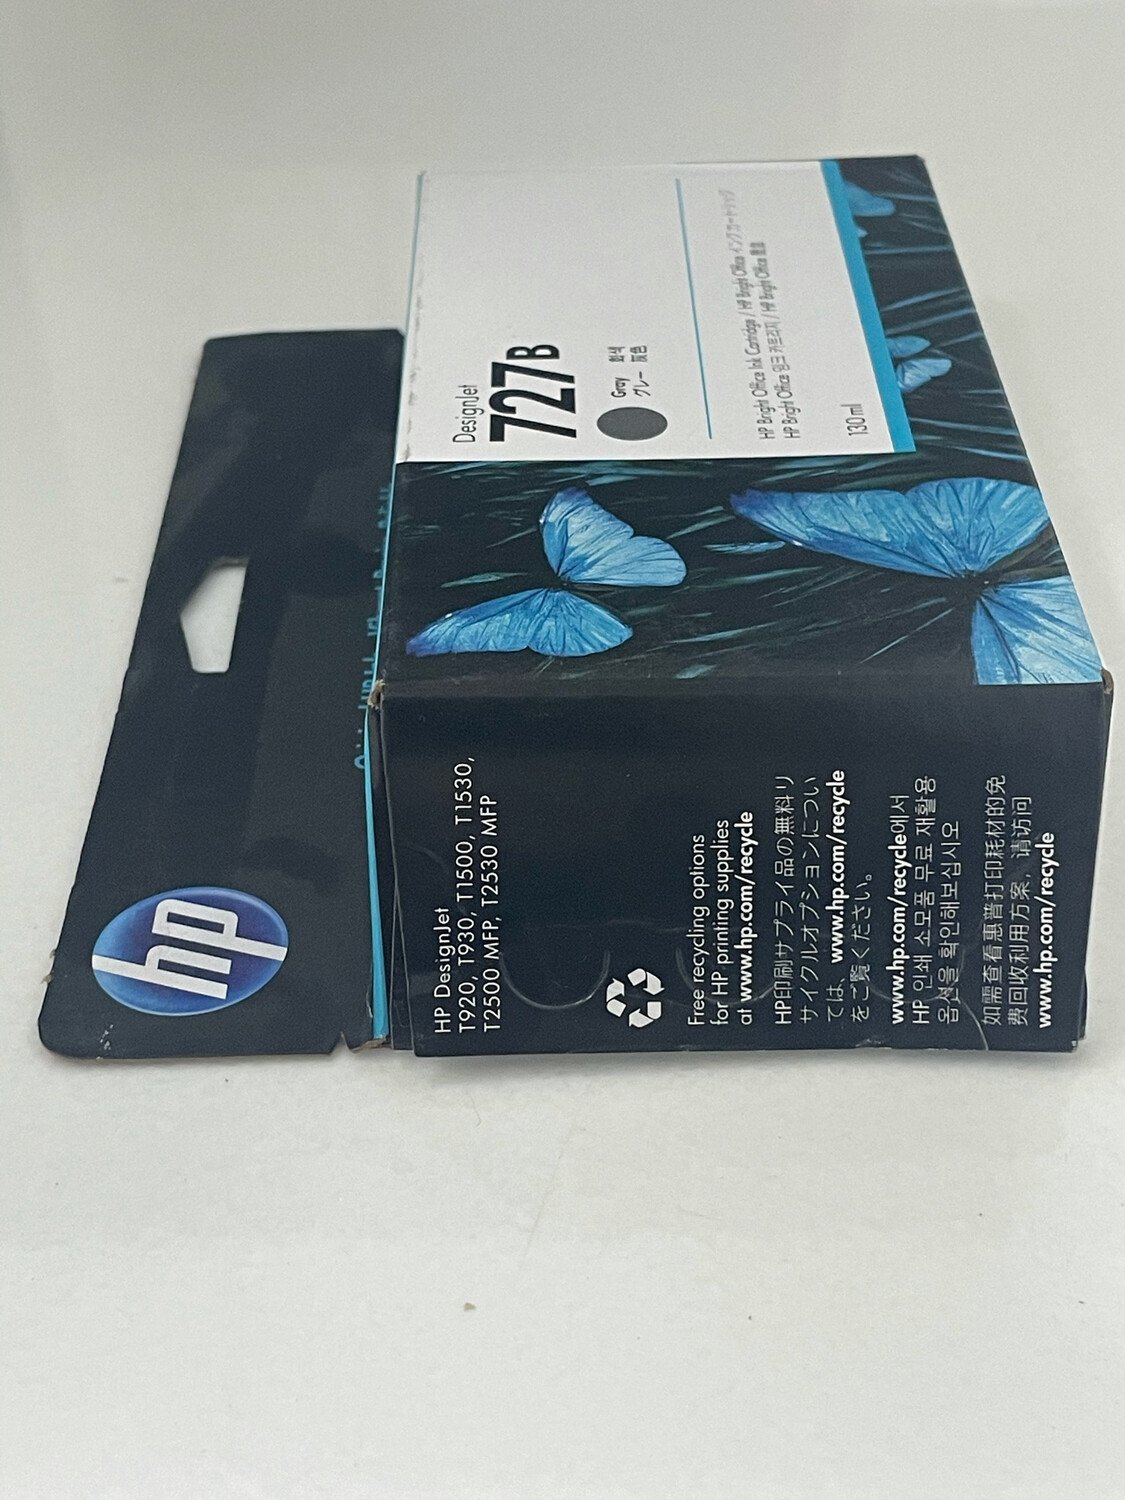 hp
DesignJet
727B
Gray 회색
グレー 灰色
HP Bright Office Ink Cartridge / HP Bright Office インクカートリッジ
HP Bright Office 잉크 카트리지 / HP Bright Office 墨盒
130 ml
HP DesignJet
T920, T930, T1500, T1530,
T2500 MFP, T2530 MFP
Free recycling options
for HP printing supplies
at www.hp.com/recycle
HP印刷サプライ品の無料リ
サイクルオプションについ
ては、www.hp.com/recycle
をご覧ください。
www.hp.com/recycle에서
HP 인쇄 소모품 무료 재활용
옵션을 확인해보십시오
如需查看惠普打印耗材的免
费回收利用方案，请访问
www.hp.com/recycle